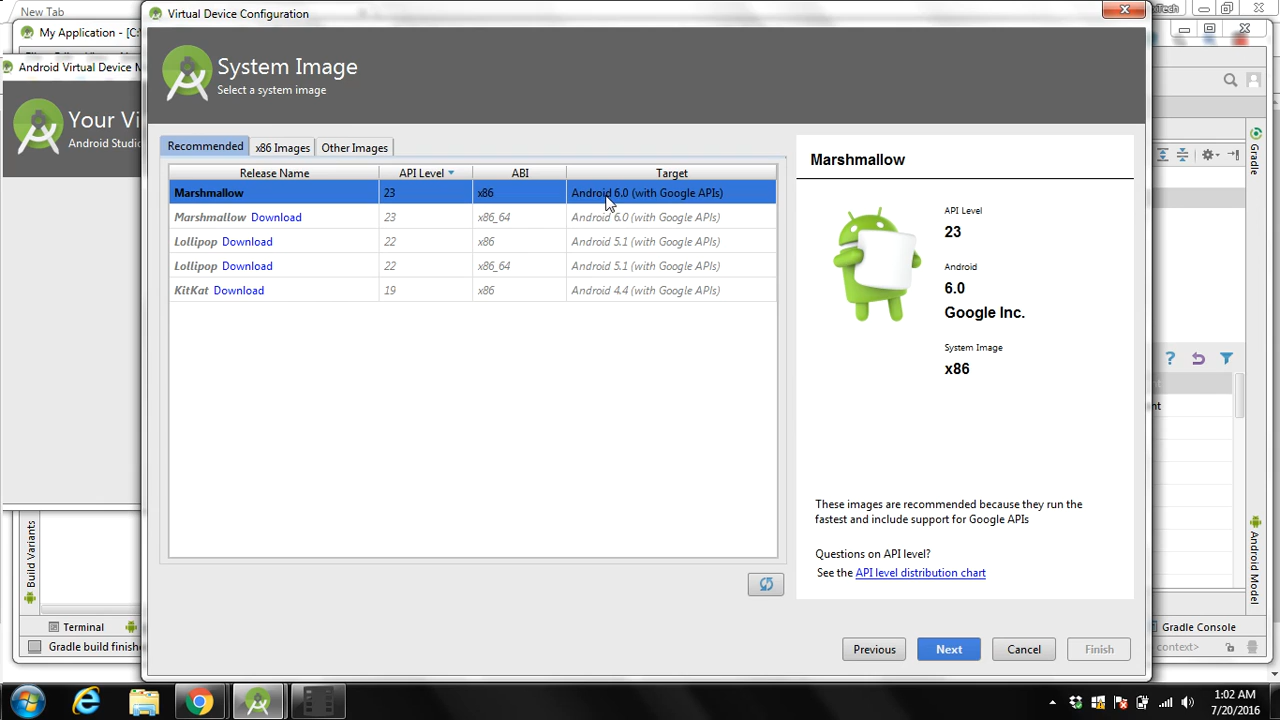 New Tab
Virtual Device Configuration
My Application - [C:
Android Virtual Device M
System Image
Select a system image
Your Vi
Android Studio
Recommended
x86 Images
Other Images
Release Name API Level ABI Target
Marshmallow 23 x86 Android 6.0 (with Google APIs)
Marshmallow Download 23 x86_64 Android 6.0 (with Google APIs)
Lollipop Download 22 x86 Android 5.1 (with Google APIs)
Lollipop Download 22 x86_64 Android 5.1 (with Google APIs)
KitKat Download 19 x86 Android 4.4 (with Google APIs)
Marshmallow
API Level
23
Android
6.0
Google Inc.
System Image
x86
These images are recommended because they run the
fastest and include support for Google APIs
Questions on API level?
See the API level distribution chart
Previous
Next
Cancel
Finish
Gradle
Android Model
Build Variants
Terminal
Gradle Console
Gradle build finishe
context>
1:02 AM
7/20/2016